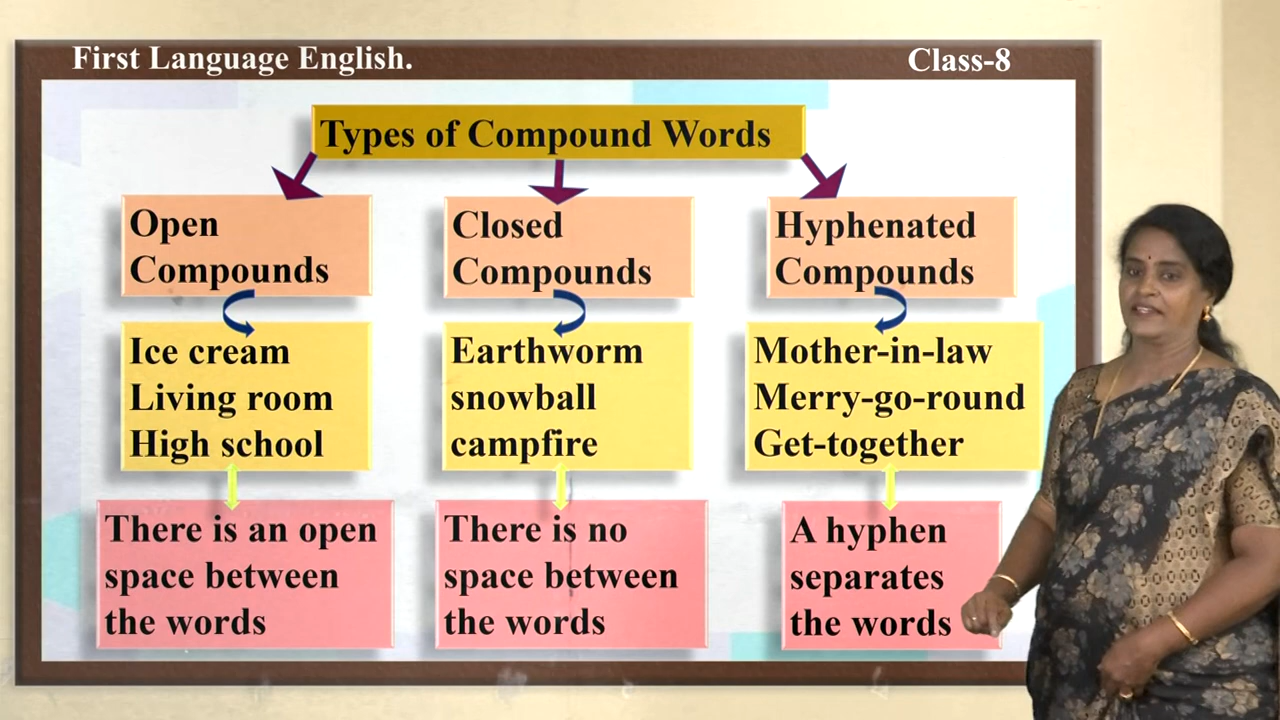 First Language English.
Class-8
Types of Compound Words
Open
Compounds
Closed
Compounds
Hyphenated
Compounds
Ice cream
Living room
High school
Earthworm
snowball
campfire
Mother-in-law
Merry-go-round
Get-together
There is an open
space between
the words
There is no
space between
the words
A hyphen
separates
the words